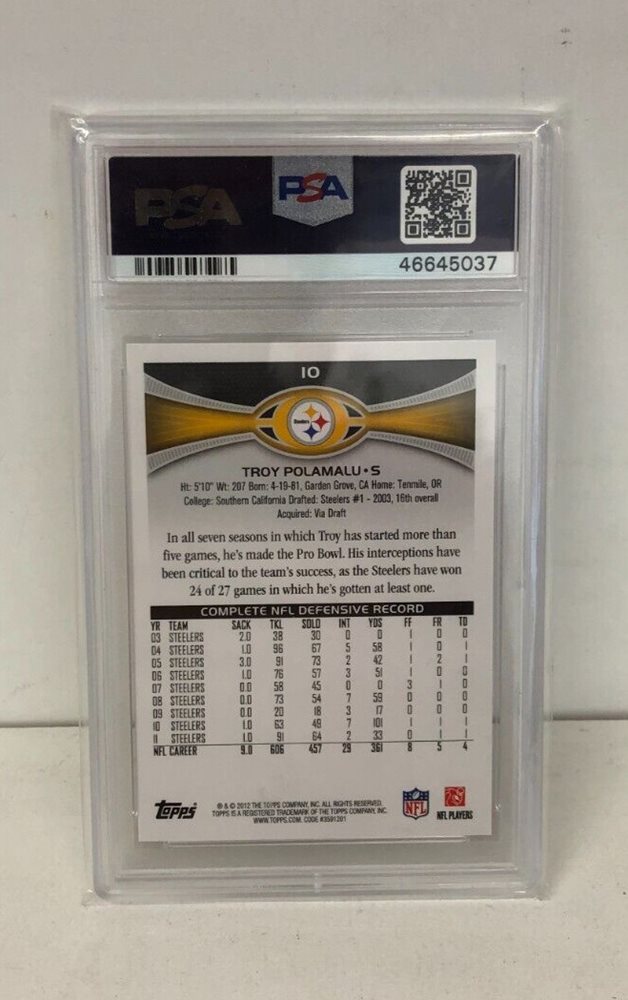 PSA
PSA
46645037
10
Steelers
TROY POLAMALU • S
Ht: 5'10" Wt: 207 Born: 4-19-81, Garden Grove, CA Home: Tenmile, OR
College: Southern California Drafted: Steelers #1 - 2003, 16th overall
Acquired: Via Draft
In all seven seasons in which Troy has started more than
five games, he's made the Pro Bowl. His interceptions have
been critical to the team's success, as the Steelers have won
24 of 27 games in which he's gotten at least one.
COMPLETE NFL DEFENSIVE RECORD
YR TEAM SACK TKL SOLO INT YDS FF FR TD
03 STEELERS 2.0 38 30 0 0 1 0 0
04 STEELERS 1.0 96 67 5 58 1 0 1
05 STEELERS 3.0 91 73 2 42 1 2 1
06 STEELERS 1.0 76 57 3 51 1 0 0
07 STEELERS 0.0 58 45 0 0 3 1 0
08 STEELERS 0.0 73 54 7 59 0 0 0
09 STEELERS 0.0 20 18 3 17 0 0 0
10 STEELERS 1.0 63 49 7 101 1 1 1
11 STEELERS 1.0 91 64 2 33 0 1 1
NFL CAREER 9.0 606 457 29 361 8 5 4
Topps
® & © 2012 THE TOPPS COMPANY, INC. ALL RIGHTS RESERVED.
TOPPS IS A REGISTERED TRADEMARK OF THE TOPPS COMPANY, INC.
WWW.TOPPS.COM. CODE #3591201
NFL
NFL PLAYERS